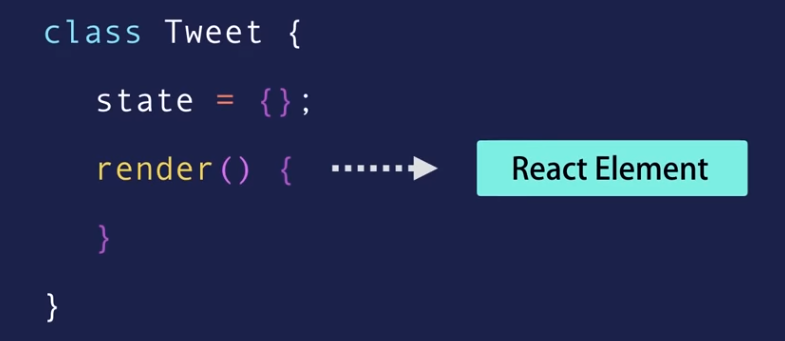 class Tweet {
state = {};
render() { React Element
}
}